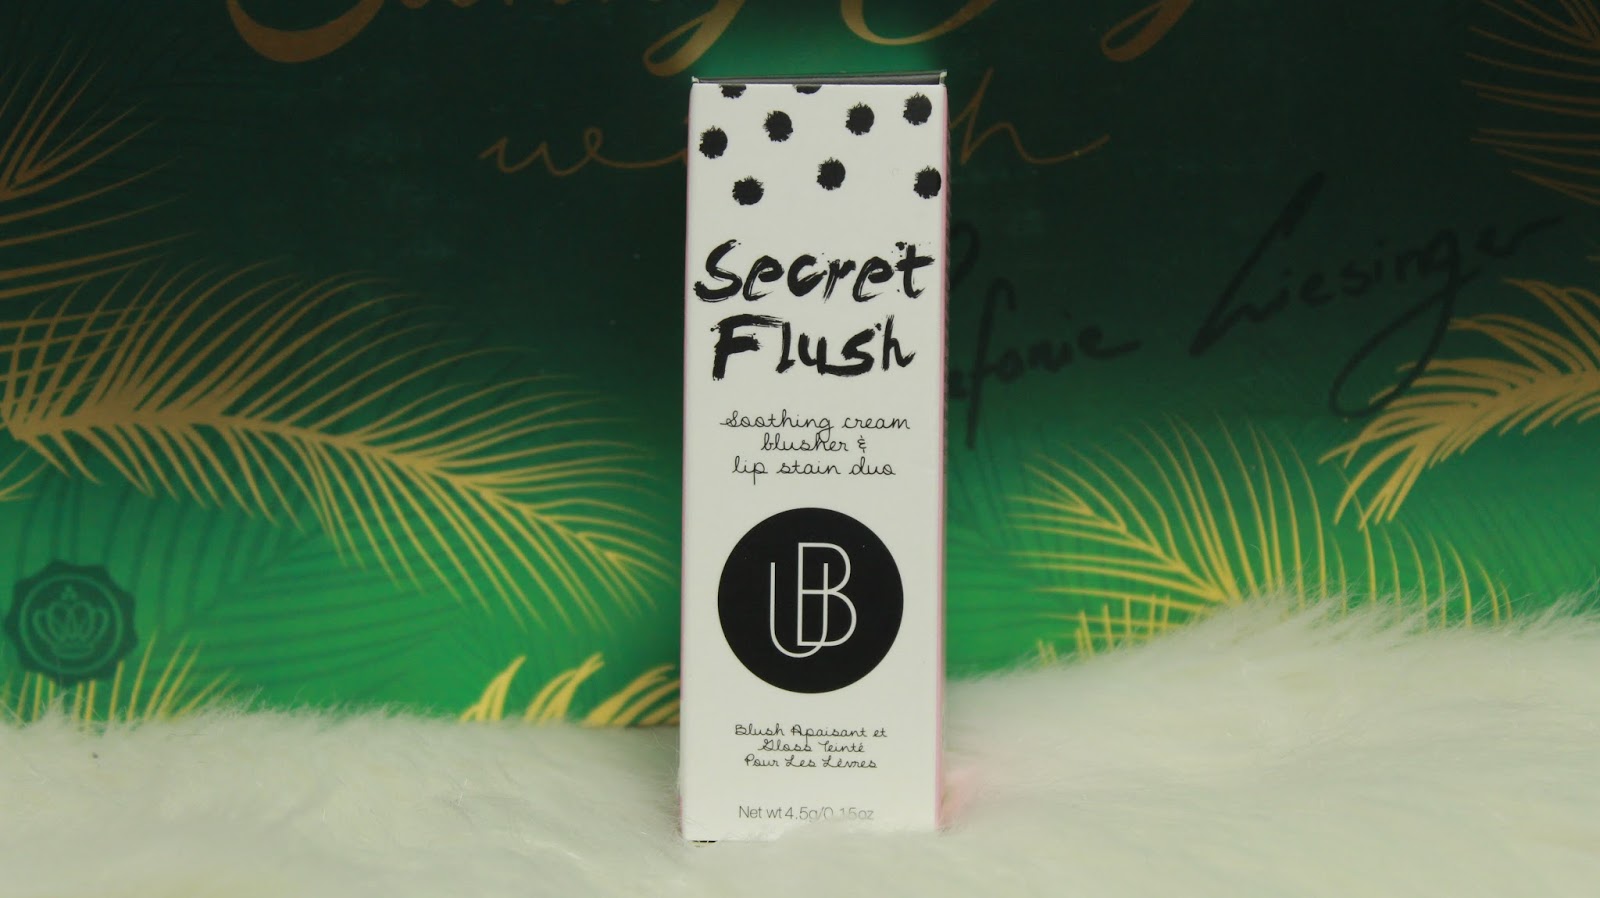 Secret
Flush
Soothing cream
blusher &
lip stain duo
UB
Blush Apaisant et
Gloss Teinté
Pour Les Lèvres
Net wt 4.5g/0.15oz
Giesinger